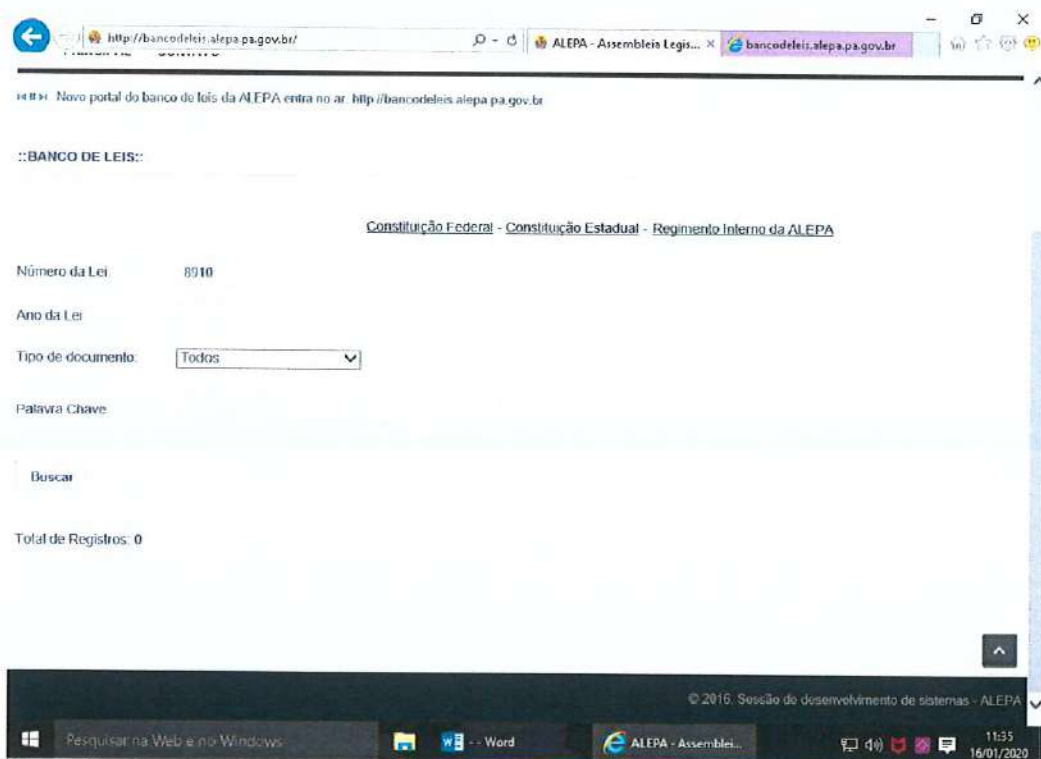 http://bancodeleis.alepa.pa.gov.br/
ALEPA - Assembleia Legis...
bancodeleis.alepa.pa.gov.br
Novo portal do banco de leis da ALEPA entra no ar. http://bancodeleis.alepa.pa.gov.br
::BANCO DE LEIS::
Constituição Federal - Constituição Estadual - Regimento Interno da ALEPA
Número da Lei 8910
Ano da Lei
Tipo de documento: Todos
Palavra Chave
Buscar
Total de Registros: 0
© 2016. Sessão de desenvolvimento de sistemas - ALEPA
Pesquisar na Web e no Windows
- - Word
ALEPA - Assemblei...
11:35
16/01/2020